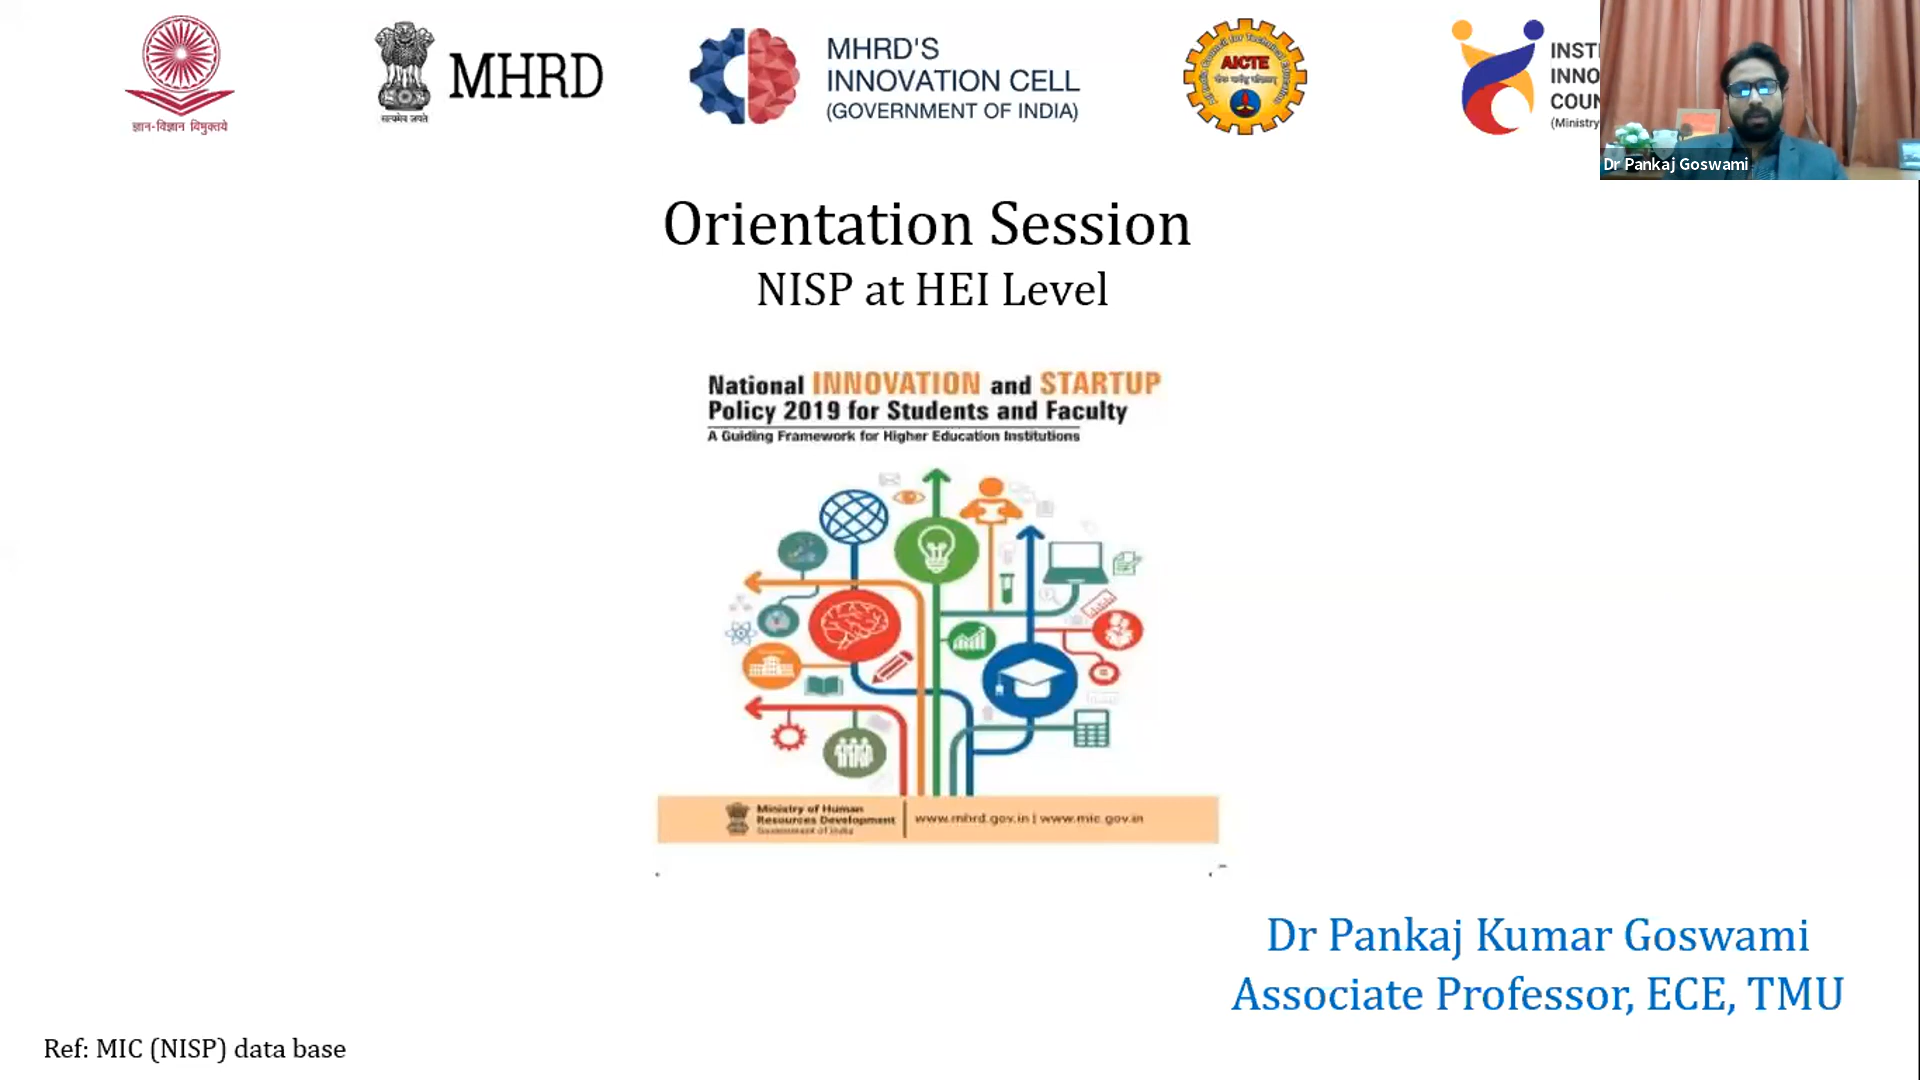 ज्ञान-विज्ञान विमुक्तये
सत्यमेव जयते
MHRD
MHRD'S
INNOVATION CELL
(GOVERNMENT OF INDIA)
AICTE
INSTI
INNO
COUN
(Ministry
Dr Pankaj Goswami
Orientation Session
NISP at HEI Level
National INNOVATION and STARTUP
Policy 2019 for Students and Faculty
A Guiding Framework for Higher Education Institutions
Ministry of Human
Resources Development
Government of India
www.mhrd.gov.in | www.mic.gov.in
Dr Pankaj Kumar Goswami
Associate Professor, ECE, TMU
Ref: MIC (NISP) data base